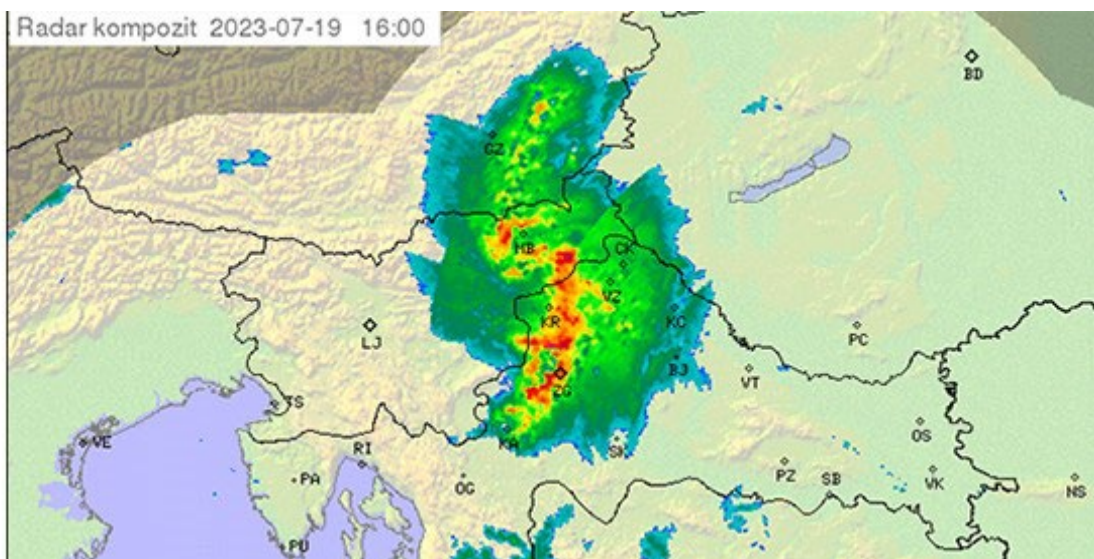 Radar kompozit 2023-07-19 16:00
BD
GZ
MB
CK
VZ
KR
KC
LJ
PC
BJ
VT
ZG
TS
OS
KA
VE
SK
RI
PZ
PA
OG
SB
VK
NS
PU